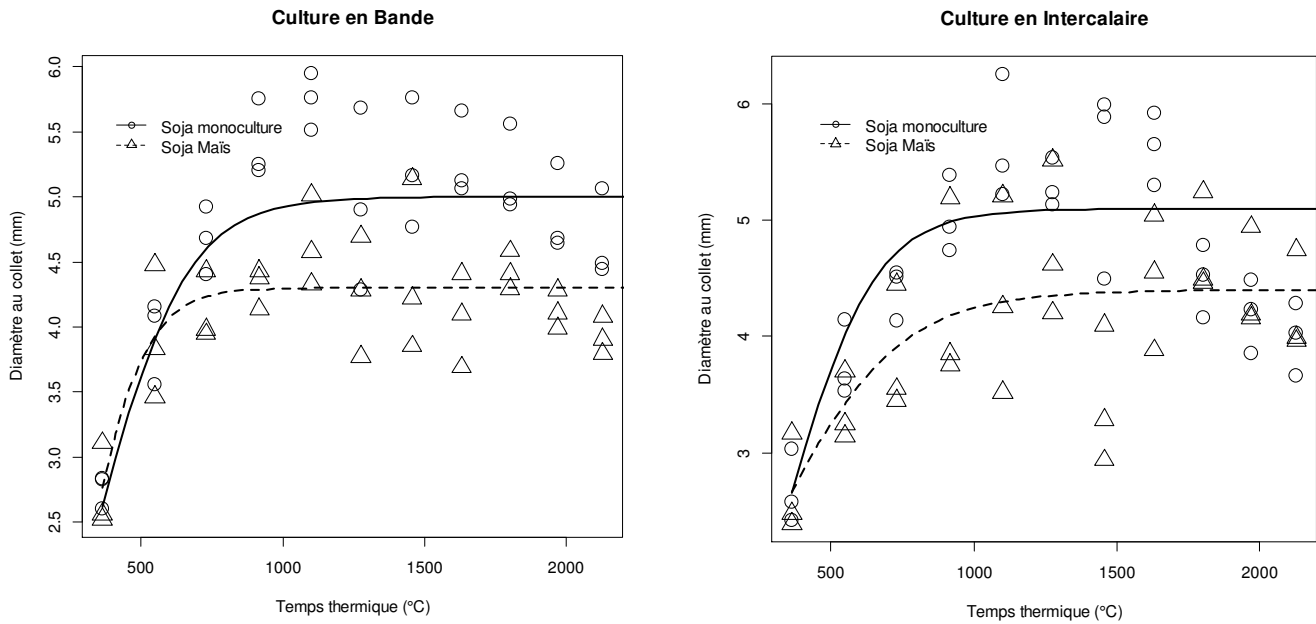 Culture en Bande
Diamètre au collet (mm)
6.0
5.5
5.0
4.5
4.0
3.5
3.0
2.5
Soja monoculture
Soja Maïs
500
1000
1500
2000
Temps thermique (°C)
Culture en Intercalaire
Diamètre au collet (mm)
6
5
4
3
Soja monoculture
Soja Maïs
500
1000
1500
2000
Temps thermique (°C)